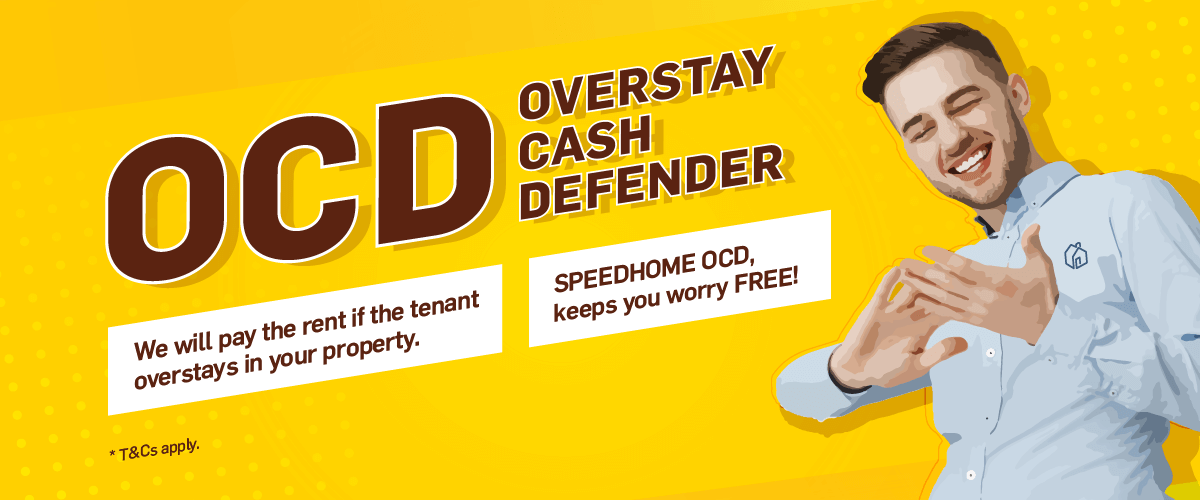 OCD
OVERSTAY
CASH
DEFENDER
We will pay the rent if the tenant
overstays in your property.
SPEEDHOME OCD,
keeps you worry FREE!
* T&Cs apply.